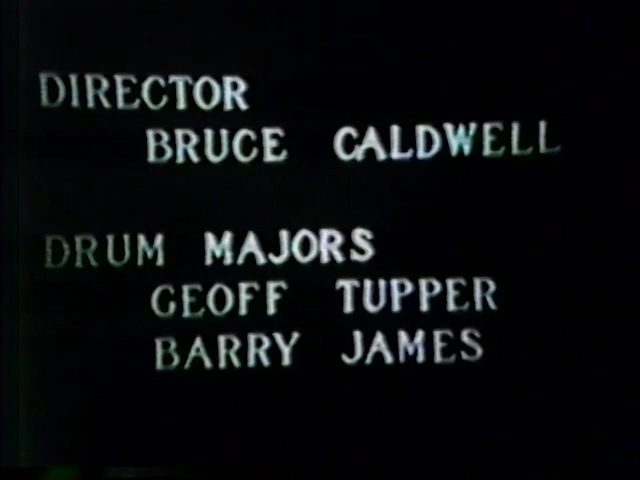 DIRECTOR
BRUCE CALDWELL
DRUM MAJORS
GEOFF TUPPER
BARRY JAMES